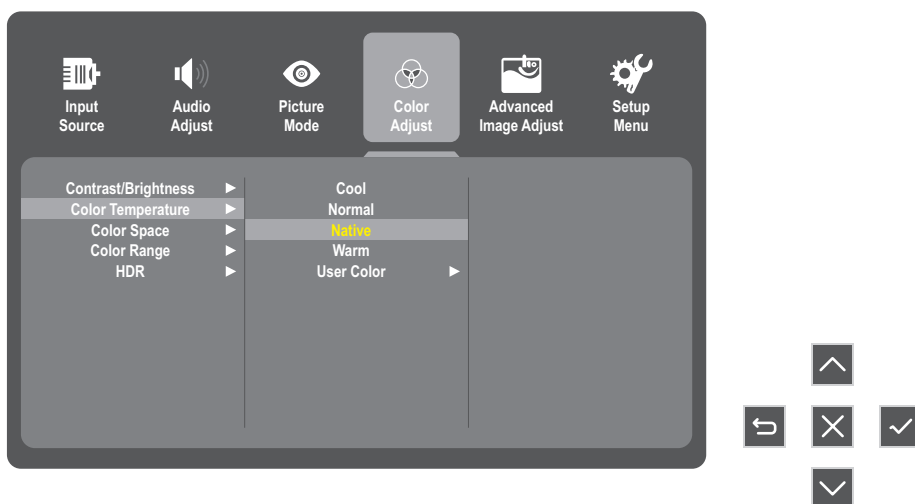 Input
Source
Audio
Adjust
Picture
Mode
Color
Adjust
Advanced
Image Adjust
Setup
Menu
Contrast/Brightness
Color Temperature
Color Space
Color Range
HDR
Cool
Normal
Native
Warm
User Color